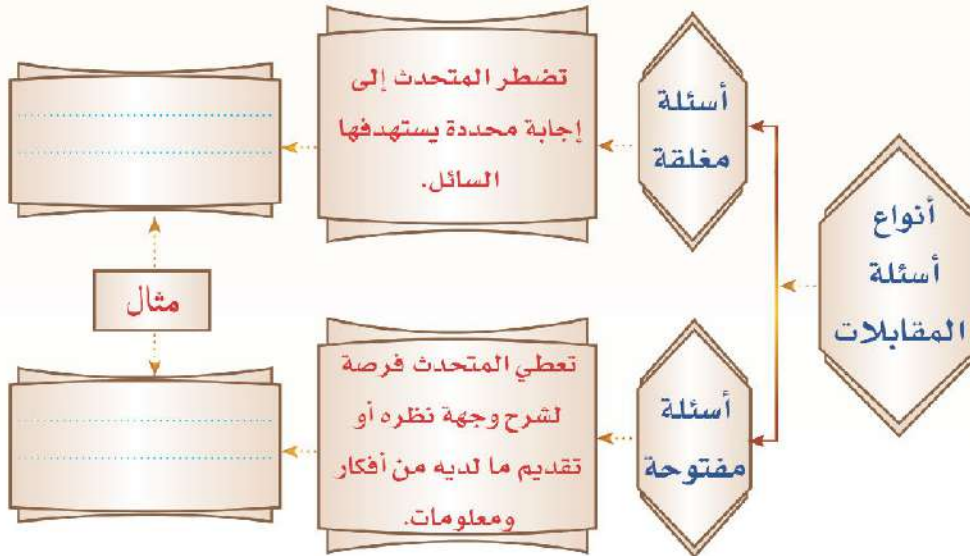 أنواع
أسئلة
المقابلات
أسئلة
مغلقة
تضطر المتحدث إلى
إجابة محددة يستهدفها
السائل.
مثال
أسئلة
مفتوحة
تعطي المتحدث فرصة
لشرح وجهة نظره أو
تقديم ما لديه من أفكار
ومعلومات.